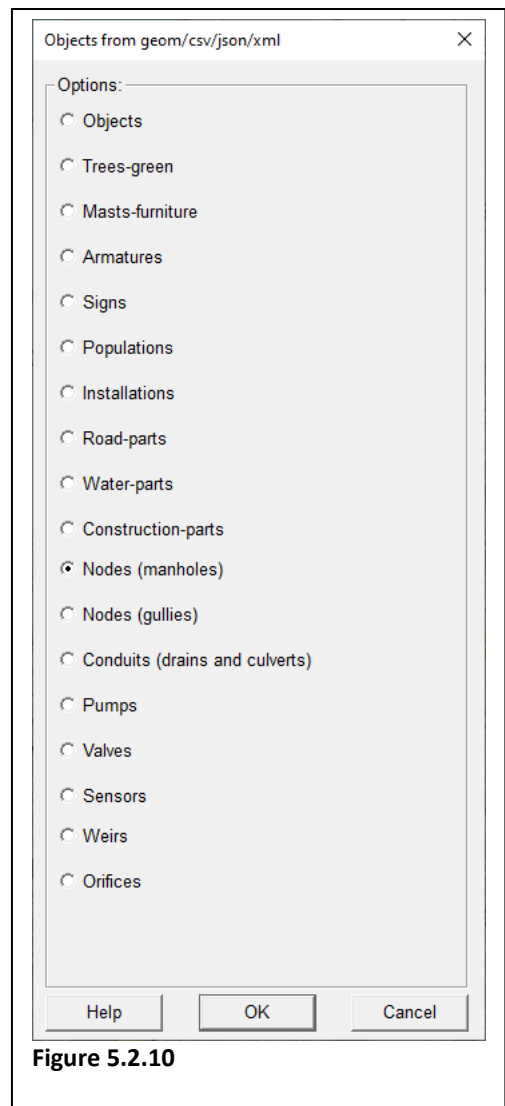 Objects from geom/csv/json/xml
Options:
Objects
Trees-green
Masts-furniture
Armatures
Signs
Populations
Installations
Road-parts
Water-parts
Construction-parts
Nodes (manholes)
Nodes (gullies)
Conduits (drains and culverts)
Pumps
Valves
Sensors
Weirs
Orifices
Help OK Cancel
Figure 5.2.10